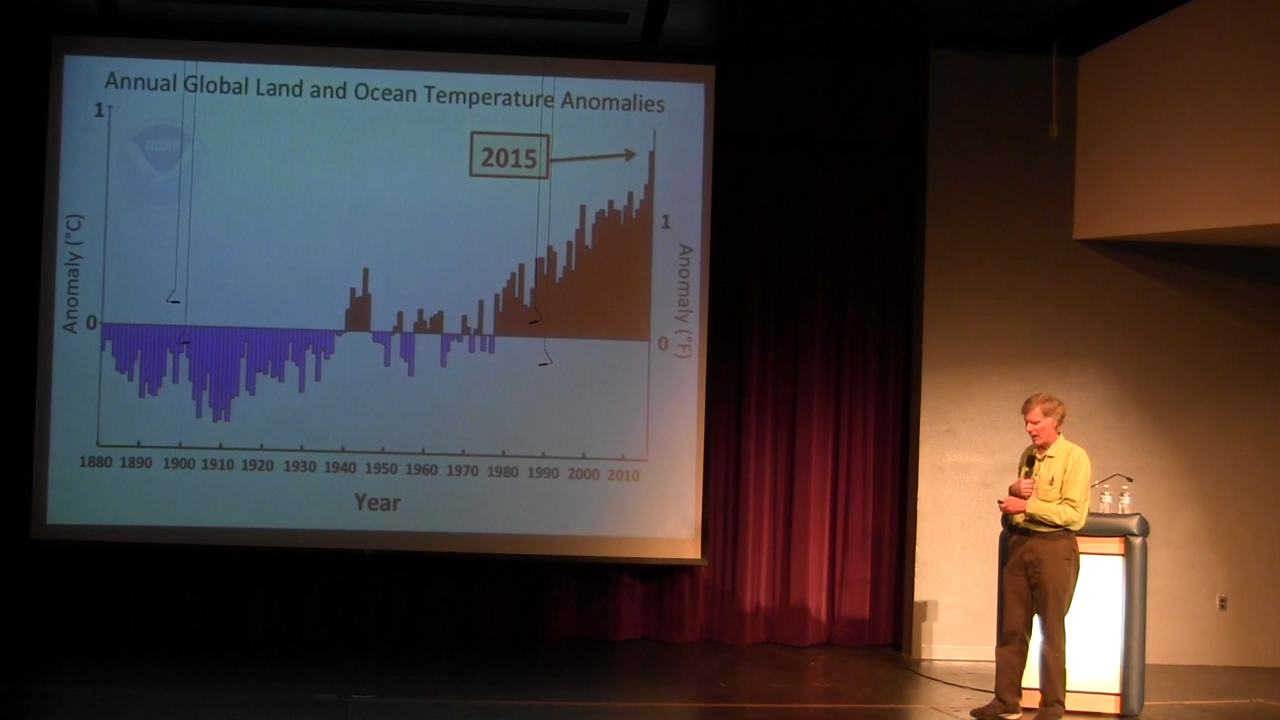 Annual Global Land and Ocean Temperature Anomalies
1
NOAA
2015
1
Anomaly (°C)
Anomaly (°F)
0
0
1880 1890 1900 1910 1920 1930 1940 1950 1960 1970 1980 1990 2000 2010
Year